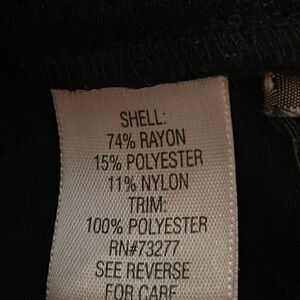 SHELL:
74% RAYON
15% POLYESTER
11% NYLON
TRIM:
100% POLYESTER
RN#73277
SEE REVERSE
FOR CARE